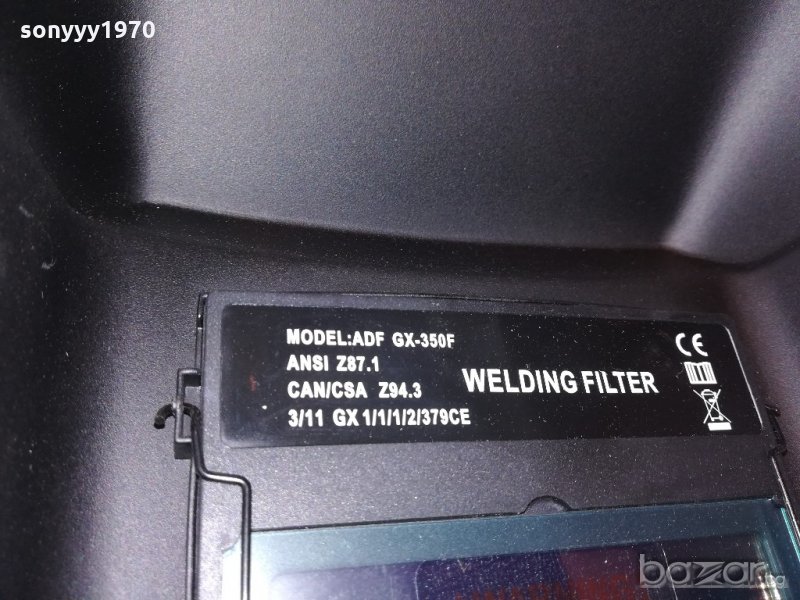 sonyyy1970
MODEL:ADF GX-350F
ANSI Z87.1
CAN/CSA Z94.3
3/11 GX 1/1/1/2/379CE
WELDING FILTER
CE
bazar.bg